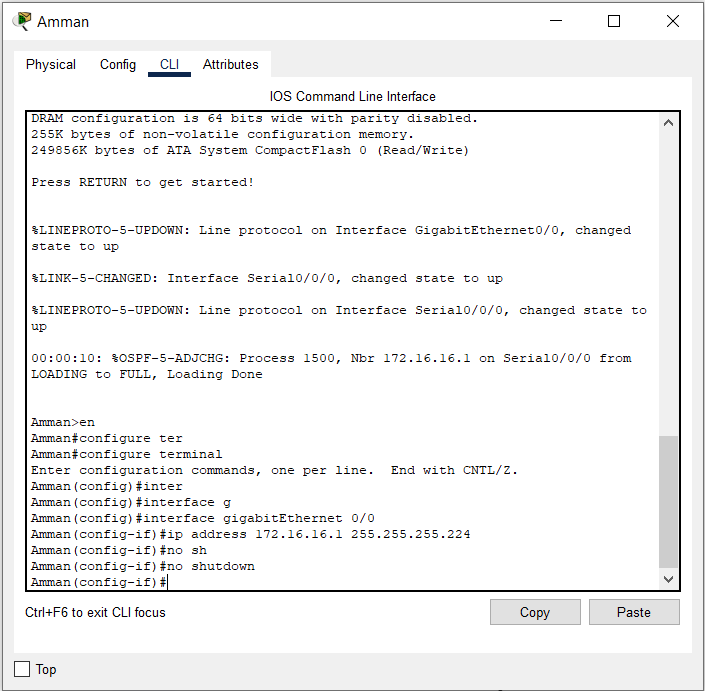 Amman
Physical Config CLI Attributes
IOS Command Line Interface
DRAM configuration is 64 bits wide with parity disabled.
255K bytes of non-volatile configuration memory.
249856K bytes of ATA System CompactFlash 0 (Read/Write)
Press RETURN to get started!
%LINEPROTO-5-UPDOWN: Line protocol on Interface GigabitEthernet0/0, changed
state to up
%LINK-5-CHANGED: Interface Serial0/0/0, changed state to up
%LINEPROTO-5-UPDOWN: Line protocol on Interface Serial0/0/0, changed state to
up
00:00:10: %OSPF-5-ADJCHG: Process 1500, Nbr 172.16.16.1 on Serial0/0/0 from
LOADING to FULL, Loading Done
Amman>en
Amman#configure ter
Amman#configure terminal
Enter configuration commands, one per line.  End with CNTL/Z.
Amman(config)#inter
Amman(config)#interface g
Amman(config)#interface gigabitEthernet 0/0
Amman(config-if)#ip address 172.16.16.1 255.255.255.224
Amman(config-if)#no sh
Amman(config-if)#no shutdown
Amman(config-if)#
Ctrl+F6 to exit CLI focus
Copy Paste
Top